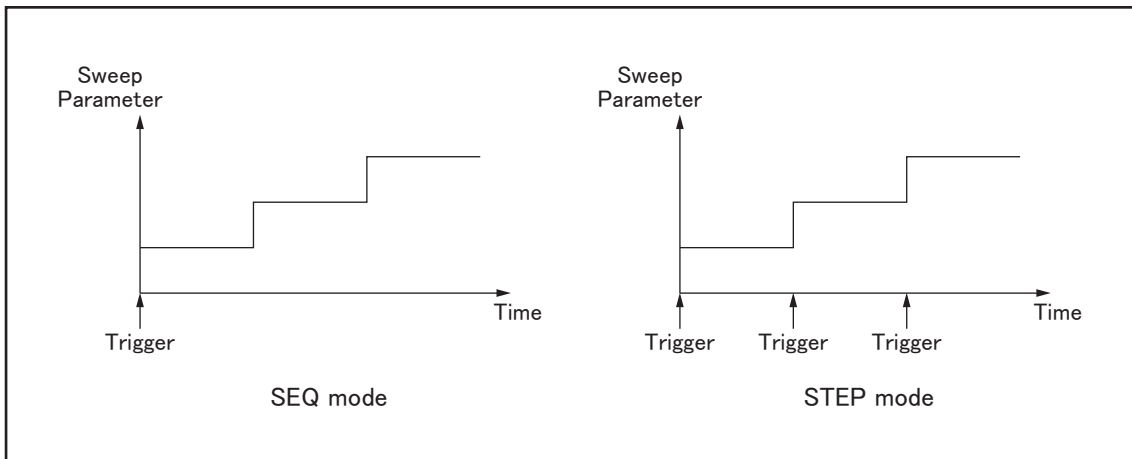 Sweep
Parameter
Time
Trigger
SEQ mode
Sweep
Parameter
Time
Trigger Trigger Trigger
STEP mode